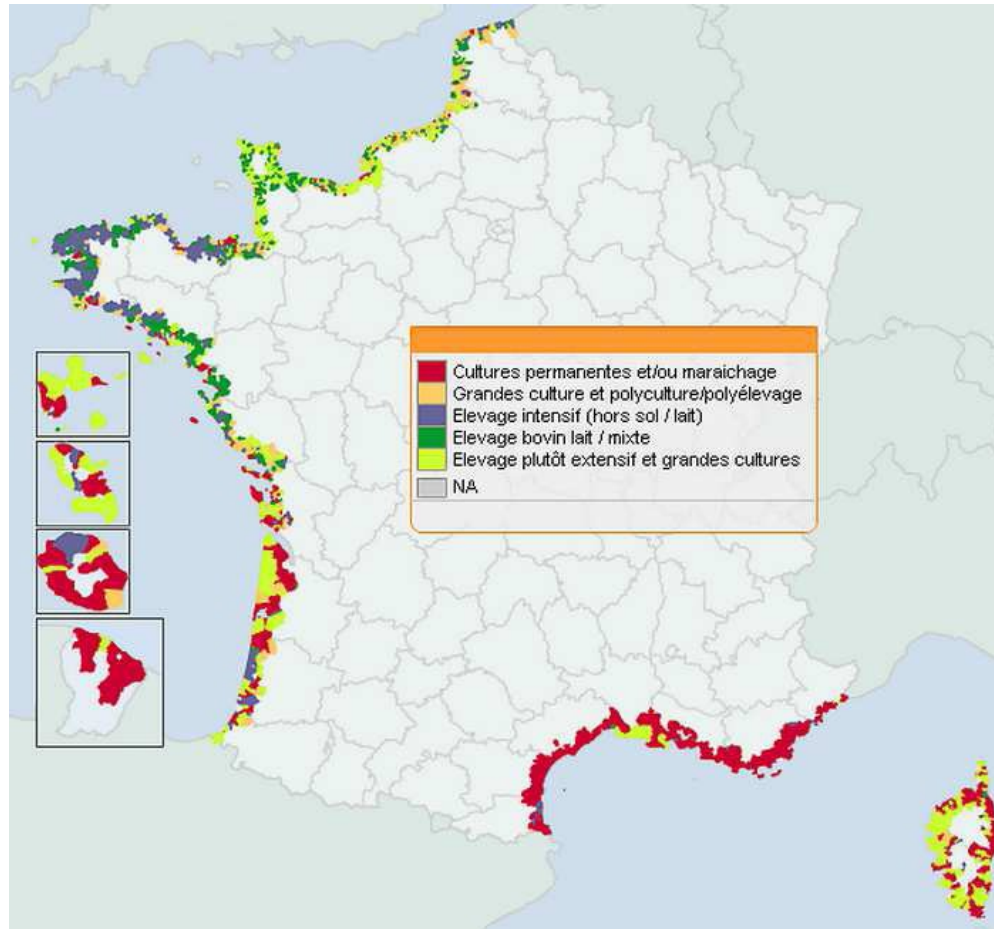 Cultures permanentes et/ou maraichage
Grandes culture et polyculture/polyélevage
Elevage intensif (hors sol / lait)
Elevage bovin lait / mixte
Elevage plutôt extensif et grandes cultures
NA